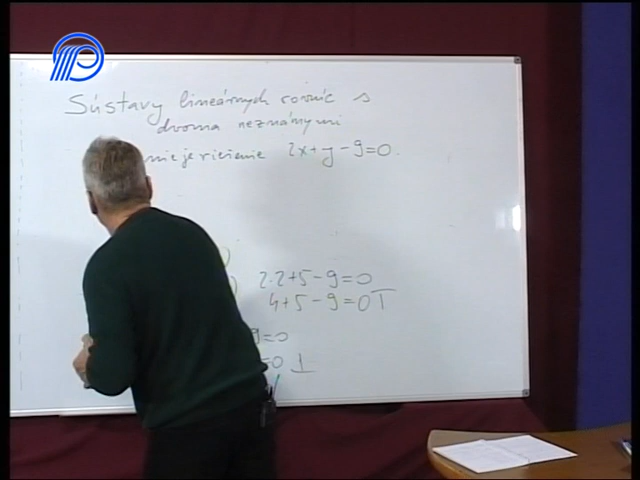 Sústavy lineárnych rovníc s
dvoma neznámymi
nie je riešenie 2x+y-9=0.
2.2+5-9=0
4+5-9=0 T
9=0
=0 ⊥